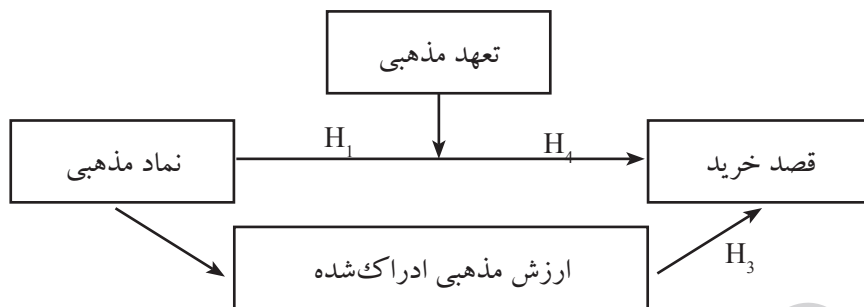 تعهد مذهبی
H₁
H₄
نماد مذهبی
قصد خرید
ارزش مذهبی ادراک‌شده
H₃